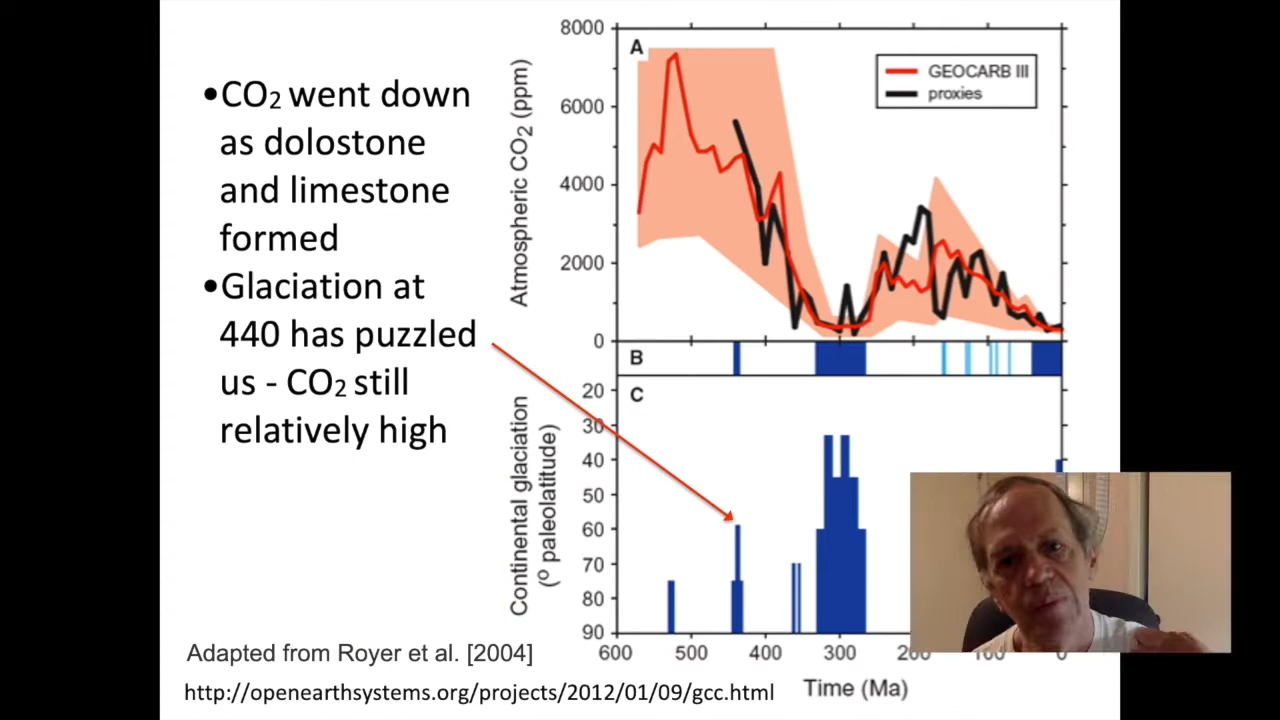 •CO2 went down
as dolostone
and limestone
formed
•Glaciation at
440 has puzzled
us - CO2 still
relatively high
Adapted from Royer et al. [2004]
http://openearthsystems.org/projects/2012/01/09/gcc.html
A
Atmospheric CO2 (ppm)
8000
6000
4000
2000
0
GEOCARB III
proxies
B
C
Continental glaciation
(º paleolatitude)
20
30
40
50
60
70
80
90
600 500 400 300 200 100 0
Time (Ma)